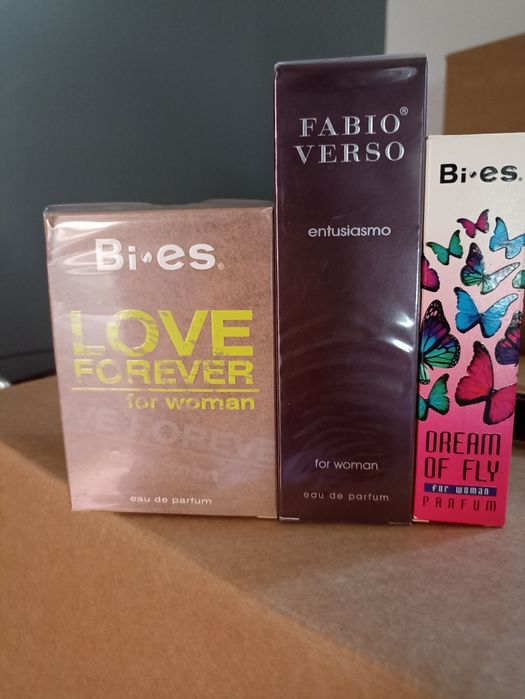 Bi·es®
LOVE
FOREVER
for woman
eau de parfum
FABIO®
VERSO
entusiasmo
for woman
eau de parfum
Bi·es®
DREAM
OF FLY
for woman
PARFUM